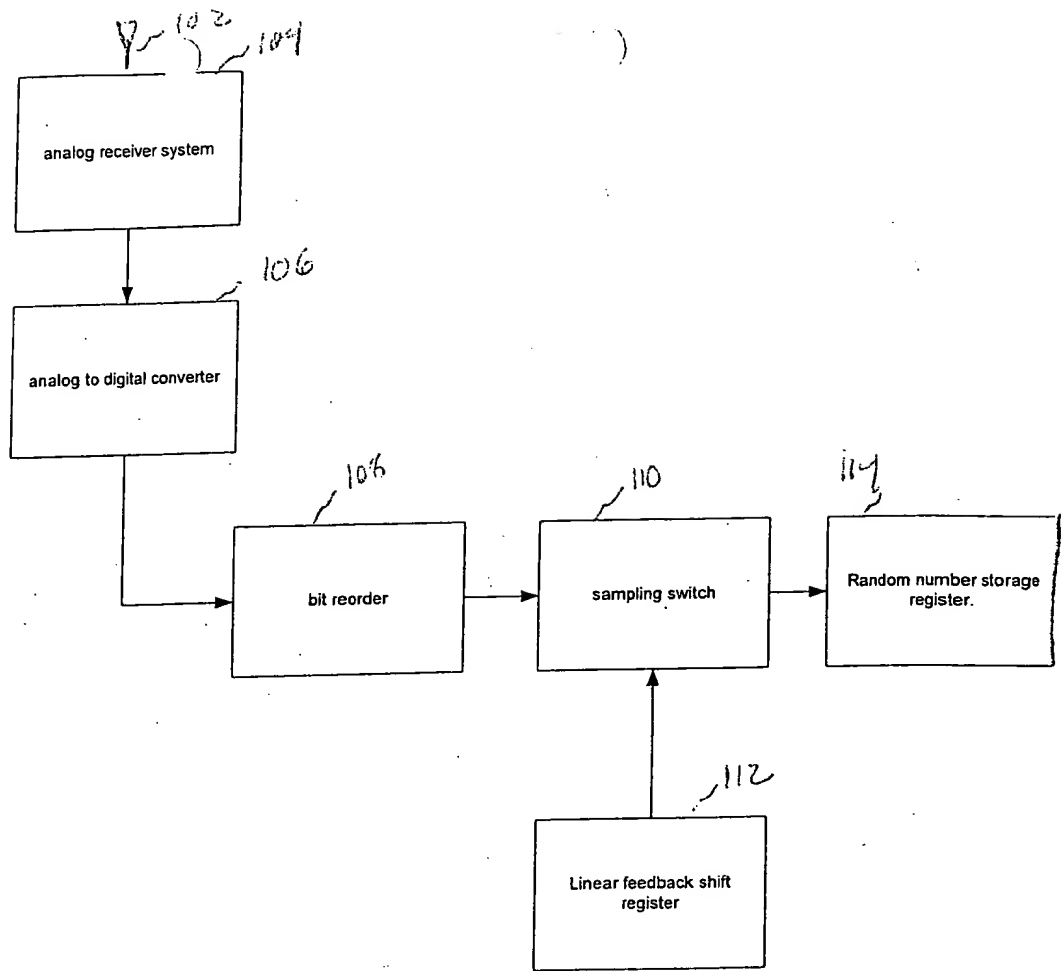 102
104
analog receiver system
106
analog to digital converter
108
bit reorder
110
sampling switch
114
Random number storage
register.
112
Linear feedback shift
register